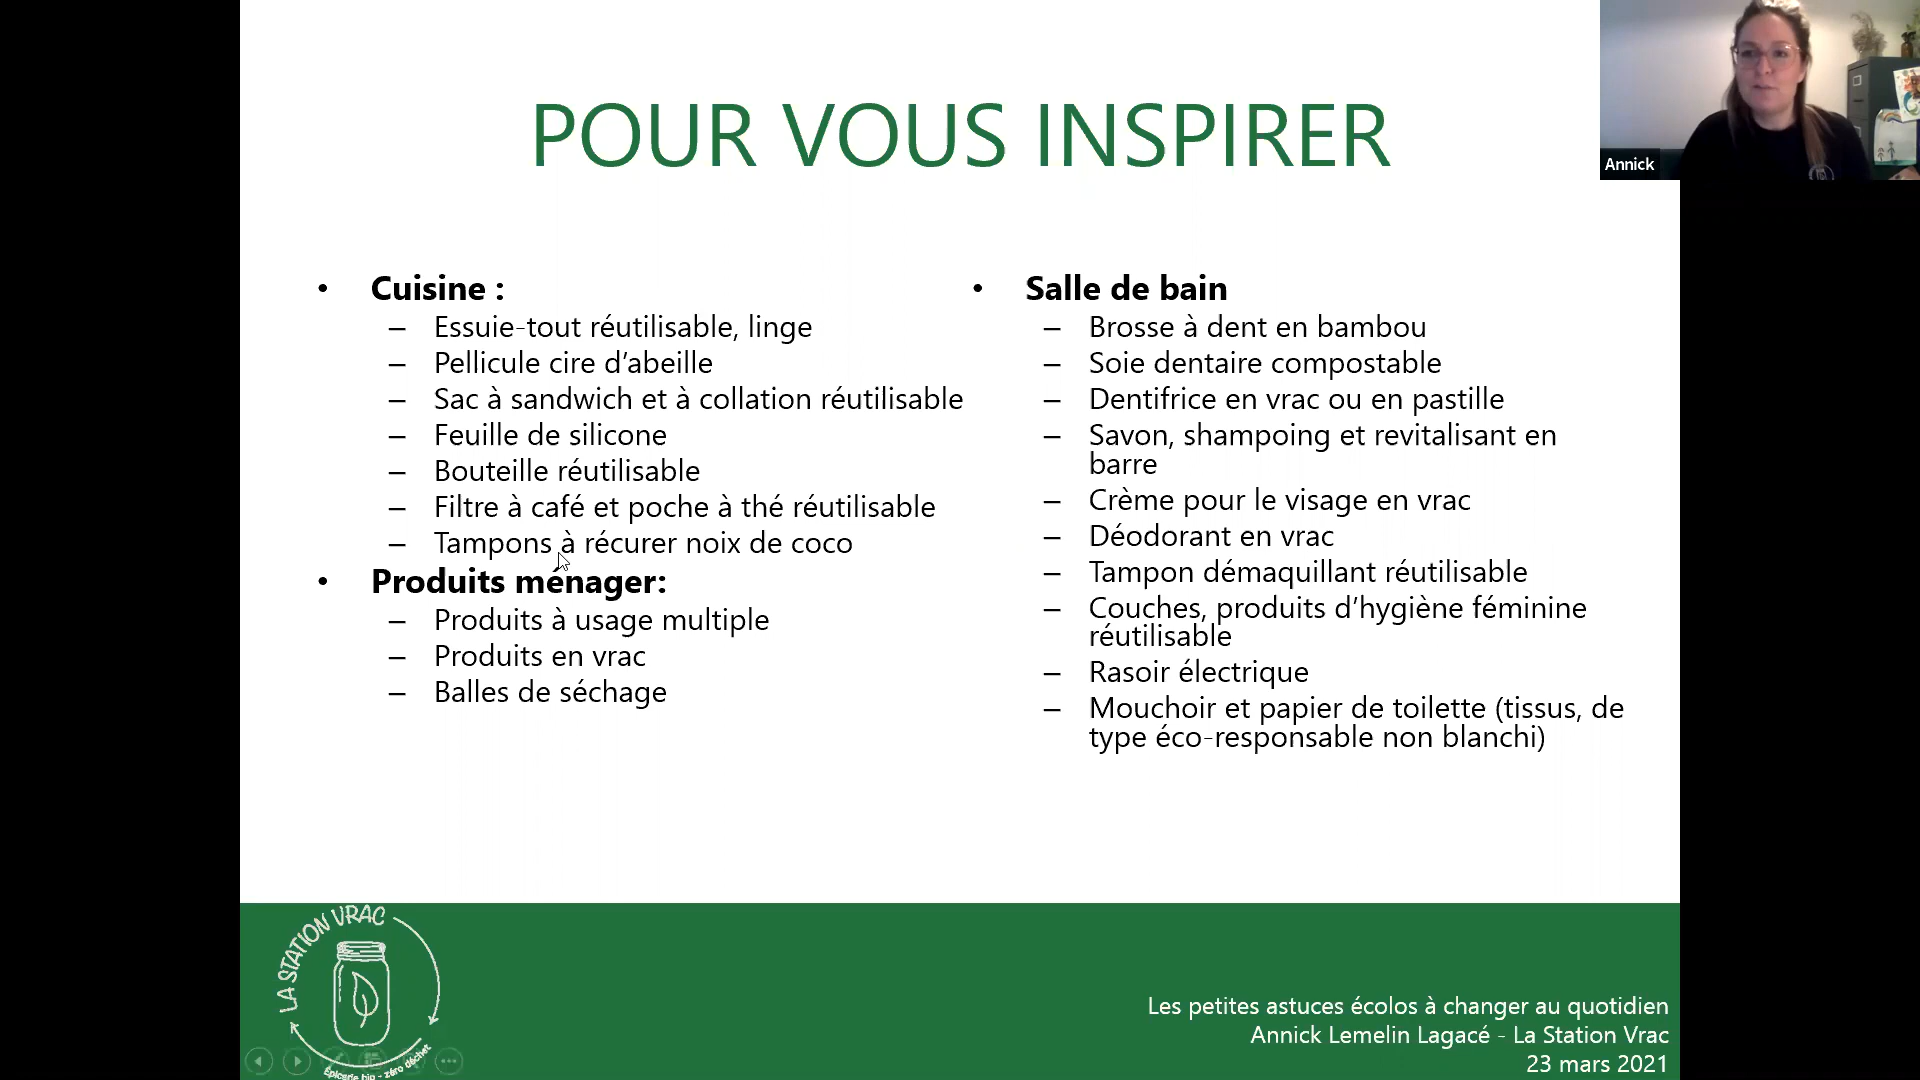 POUR VOUS INSPIRER
Annick
• Cuisine :
– Essuie-tout réutilisable, linge
– Pellicule cire d’abeille
– Sac à sandwich et à collation réutilisable
– Feuille de silicone
– Bouteille réutilisable
– Filtre à café et poche à thé réutilisable
– Tampons à récurer noix de coco
• Produits ménager:
– Produits à usage multiple
– Produits en vrac
– Balles de séchage
• Salle de bain
– Brosse à dent en bambou
– Soie dentaire compostable
– Dentifrice en vrac ou en pastille
– Savon, shampoing et revitalisant en
barre
– Crème pour le visage en vrac
– Déodorant en vrac
– Tampon démaquillant réutilisable
– Couches, produits d’hygiène féminine
réutilisable
– Rasoir électrique
– Mouchoir et papier de toilette (tissus, de
type éco-responsable non blanchi)
LA STATION VRAC
Épicerie bio - zéro déchet
Les petites astuces écolos à changer au quotidien
Annick Lemelin Lagacé - La Station Vrac
23 mars 2021